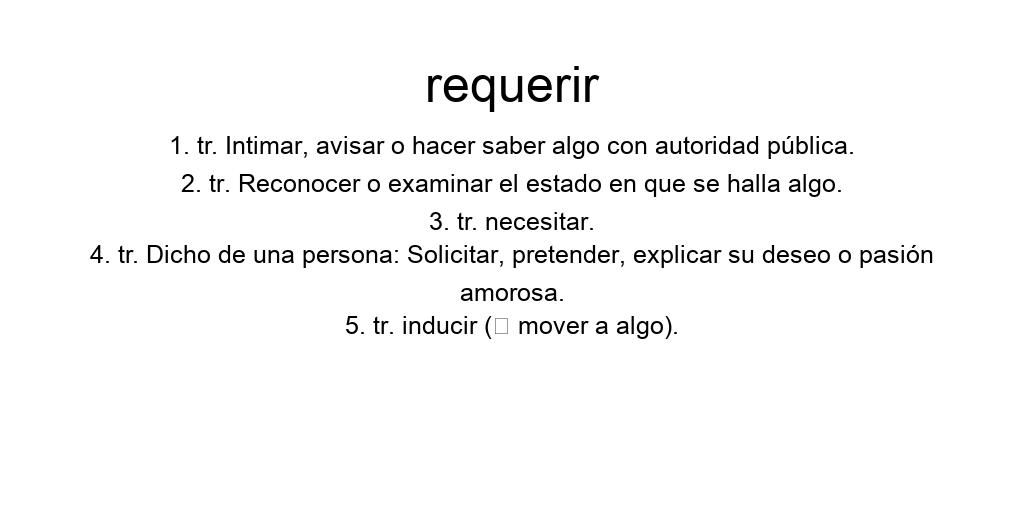 requerir
1. tr. Intimar, avisar o hacer saber algo con autoridad pública.
2. tr. Reconocer o examinar el estado en que se halla algo.
3. tr. necesitar.
4. tr. Dicho de una persona: Solicitar, pretender, explicar su deseo o pasión
amorosa.
5. tr. inducir (□ mover a algo).